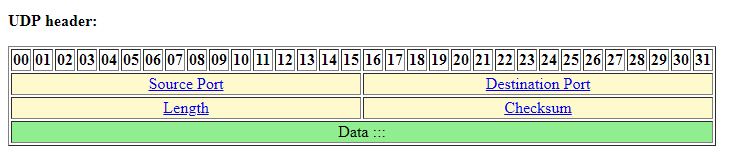 UDP header:
00 01 02 03 04 05 06 07 08 09 10 11 12 13 14 15 16 17 18 19 20 21 22 23 24 25 26 27 28 29 30 31
Source Port Destination Port
Length Checksum
Data :::